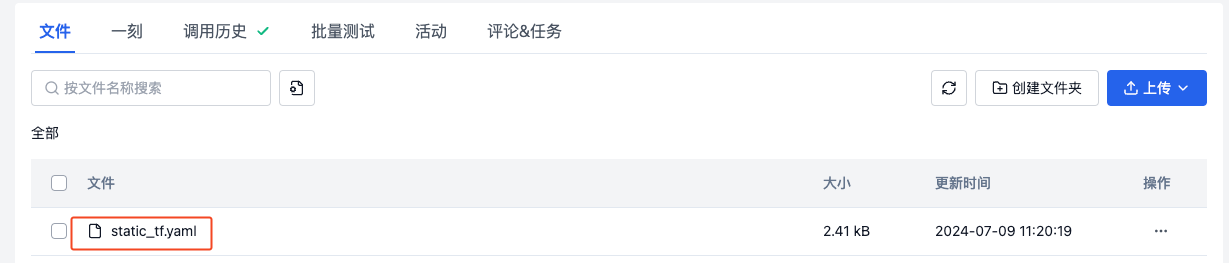 文件 一刻 调用历史 批量测试 活动 评论&任务
按文件名称搜索 创建文件夹 上传
全部
文件 大小 更新时间 操作
static_tf.yaml 2.41 kB 2024-07-09 11:20:19 ···